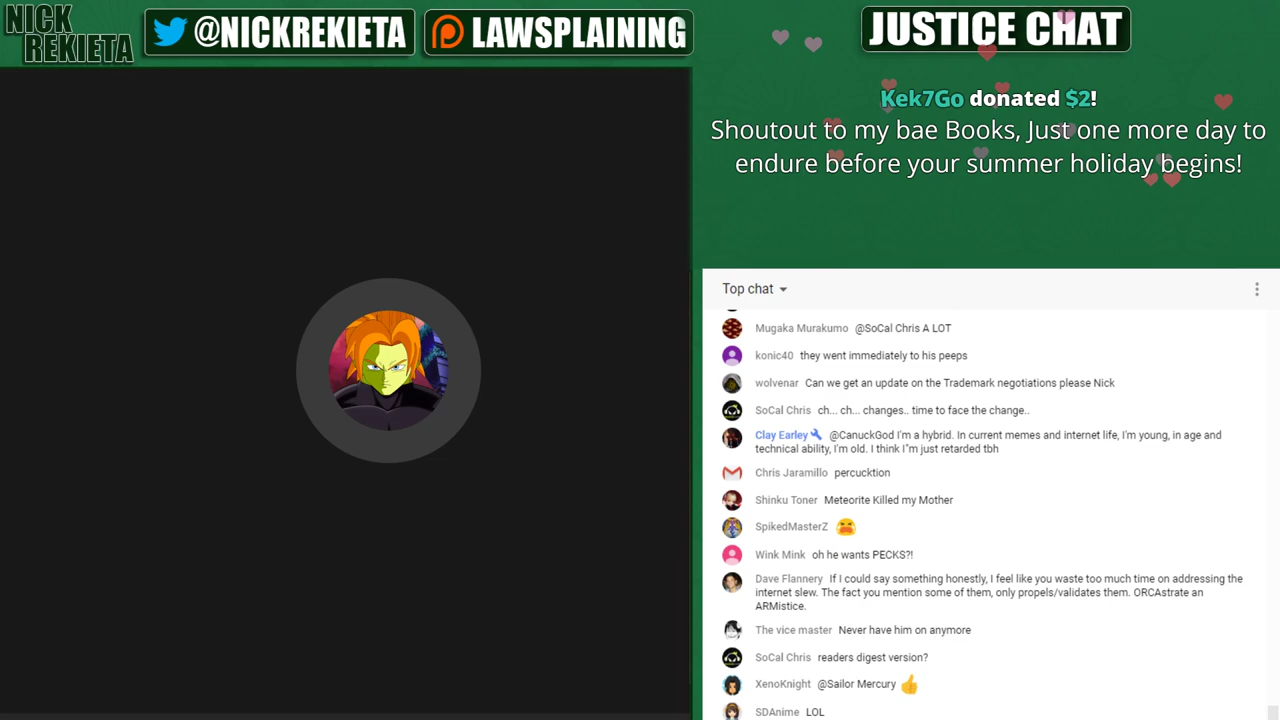 NICK
REKIETA
@NICKREKIETA
LAWSPLAINING
JUSTICE CHAT
Kek7Go donated $2!
Shoutout to my bae Books, Just one more day to
endure before your summer holiday begins!
Top chat
Mugaka Murakumo @SoCal Chris A LOT
konic40 they went immediately to his peeps
wolvenar Can we get an update on the Trademark negotiations please Nick
SoCal Chris ch... ch... changes.. time to face the change..
Clay Earley @CanuckGod I'm a hybrid. In current memes and internet life, I'm young, in age and
technical ability, I'm old. I think I"m just retarded tbh
Chris Jaramillo percucktion
Shinku Toner Meteorite Killed my Mother
SpikedMasterZ
Wink Mink oh he wants PECKS?!
Dave Flannery If I could say something honestly, I feel like you waste too much time on addressing the
internet slew. The fact you mention some of them, only propels/validates them. ORCAstrate an
ARMistice.
The vice master Never have him on anymore
SoCal Chris readers digest version?
XenoKnight @Sailor Mercury
SDAnime LOL